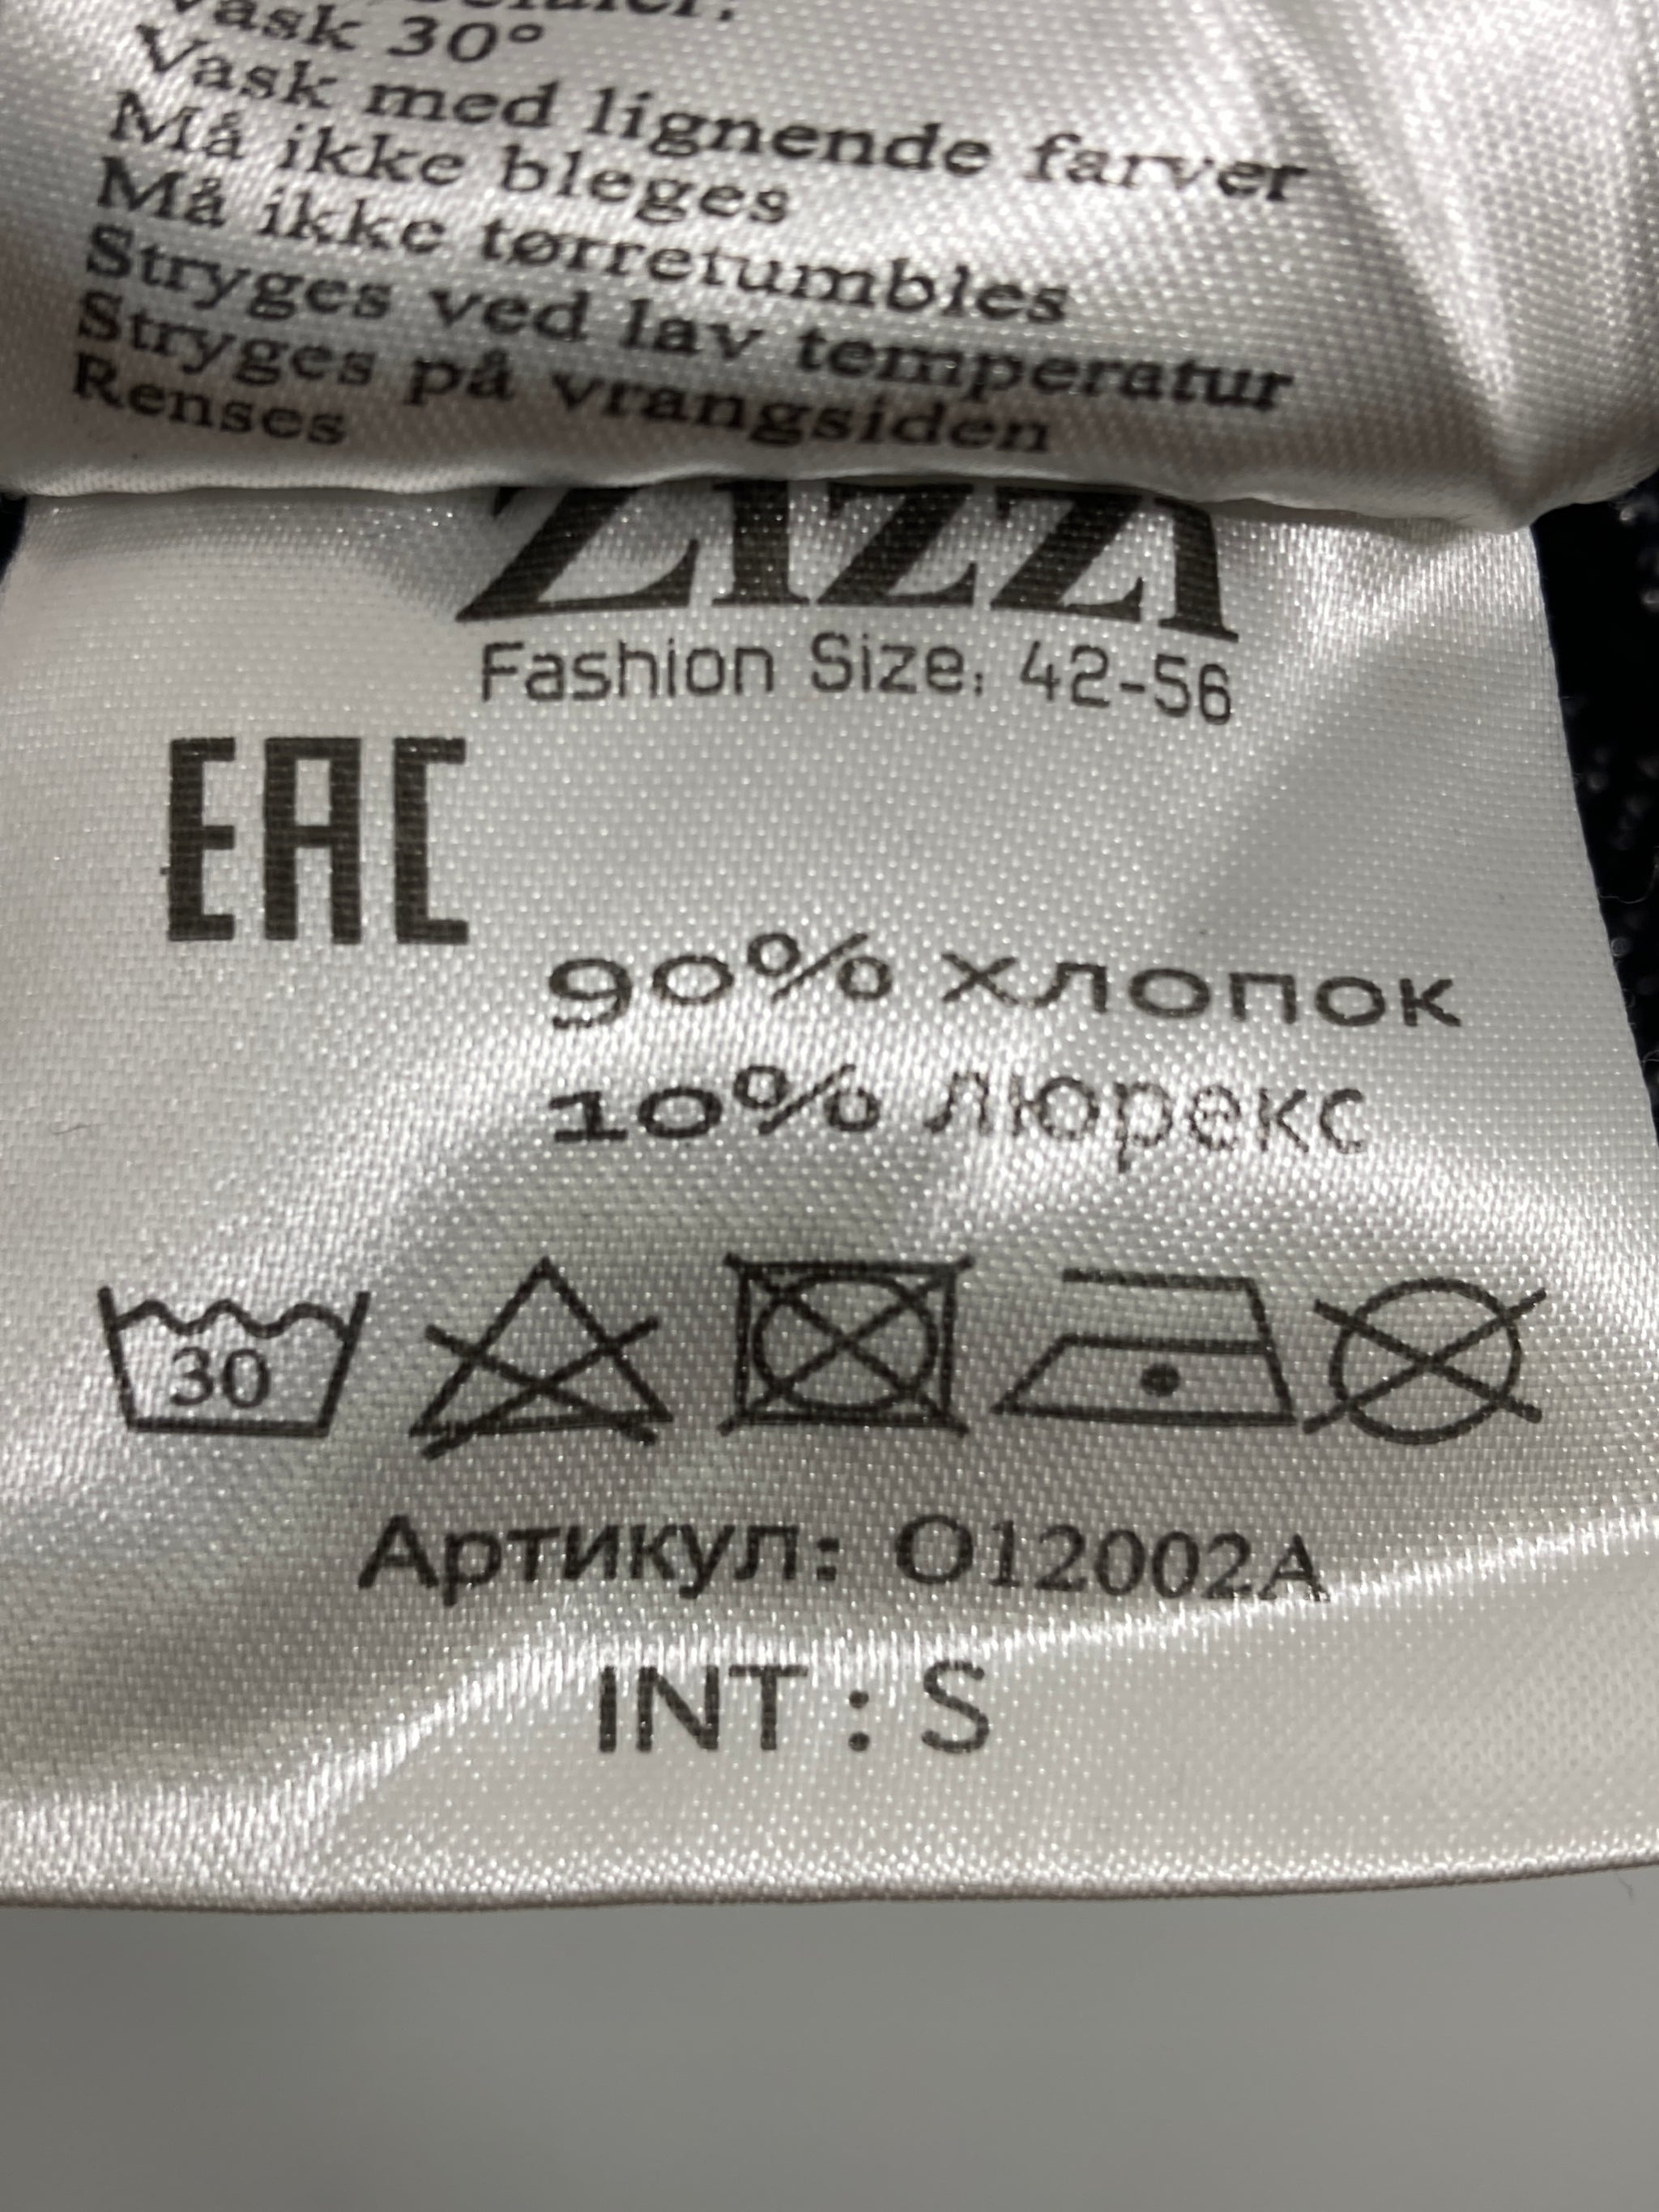 Vask 30°
Vask med lignende farver
Må ikke bleges
Må ikke tørretumbles
Stryges ved lav temperatur
Stryges på vrangsiden
Renses
Zizzi
Fashion Size: 42-56
EAC
90% хлопок
10% люрекс
30
Артикул: O12002A
INT : S